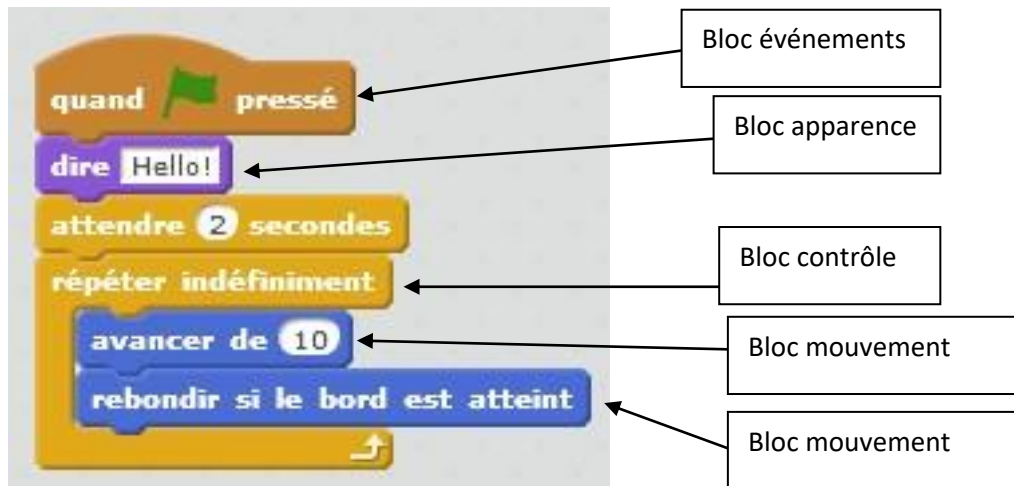 Bloc événements
quand pressé
Bloc apparence
dire Hello!
attendre 2 secondes
Bloc contrôle
répéter indéfiniment
avancer de 10
Bloc mouvement
rebondir si le bord est atteint
Bloc mouvement